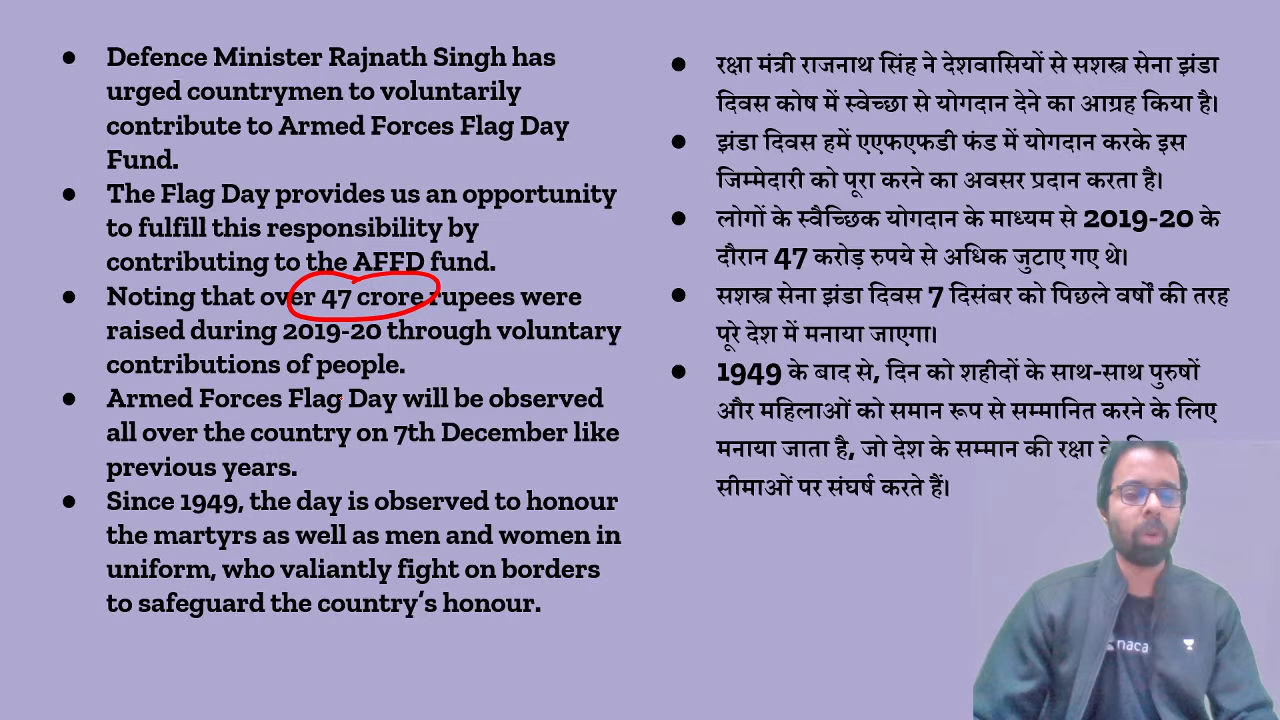 Defence Minister Rajnath Singh has
urged countrymen to voluntarily
contribute to Armed Forces Flag Day
Fund.
The Flag Day provides us an opportunity
to fulfill this responsibility by
contributing to the AFFD fund.
Noting that over 47 crore rupees were
raised during 2019-20 through voluntary
contributions of people.
Armed Forces Flag Day will be observed
all over the country on 7th December like
previous years.
Since 1949, the day is observed to honour
the martyrs as well as men and women in
uniform, who valiantly fight on borders
to safeguard the country's honour.
रक्षा मंत्री राजनाथ सिंह ने देशवासियों से सशस्त्र सेना झंडा
दिवस कोष में स्वेच्छा से योगदान देने का आग्रह किया है।
झंडा दिवस हमें एएफएफडी फंड में योगदान करके इस
जिम्मेदारी को पूरा करने का अवसर प्रदान करता है।
लोगों के स्वैच्छिक योगदान के माध्यम से 2019-20 के
दौरान 47 करोड़ रुपये से अधिक जुटाए गए थे।
सशस्त्र सेना झंडा दिवस 7 दिसंबर को पिछले वर्षों की तरह
पूरे देश में मनाया जाएगा।
1949 के बाद से, दिन को शहीदों के साथ-साथ पुरुषों
और महिलाओं को समान रूप से सम्मानित करने के लिए
मनाया जाता है, जो देश के सम्मान की रक्षा
सीमाओं पर संघर्ष करते हैं।
naca